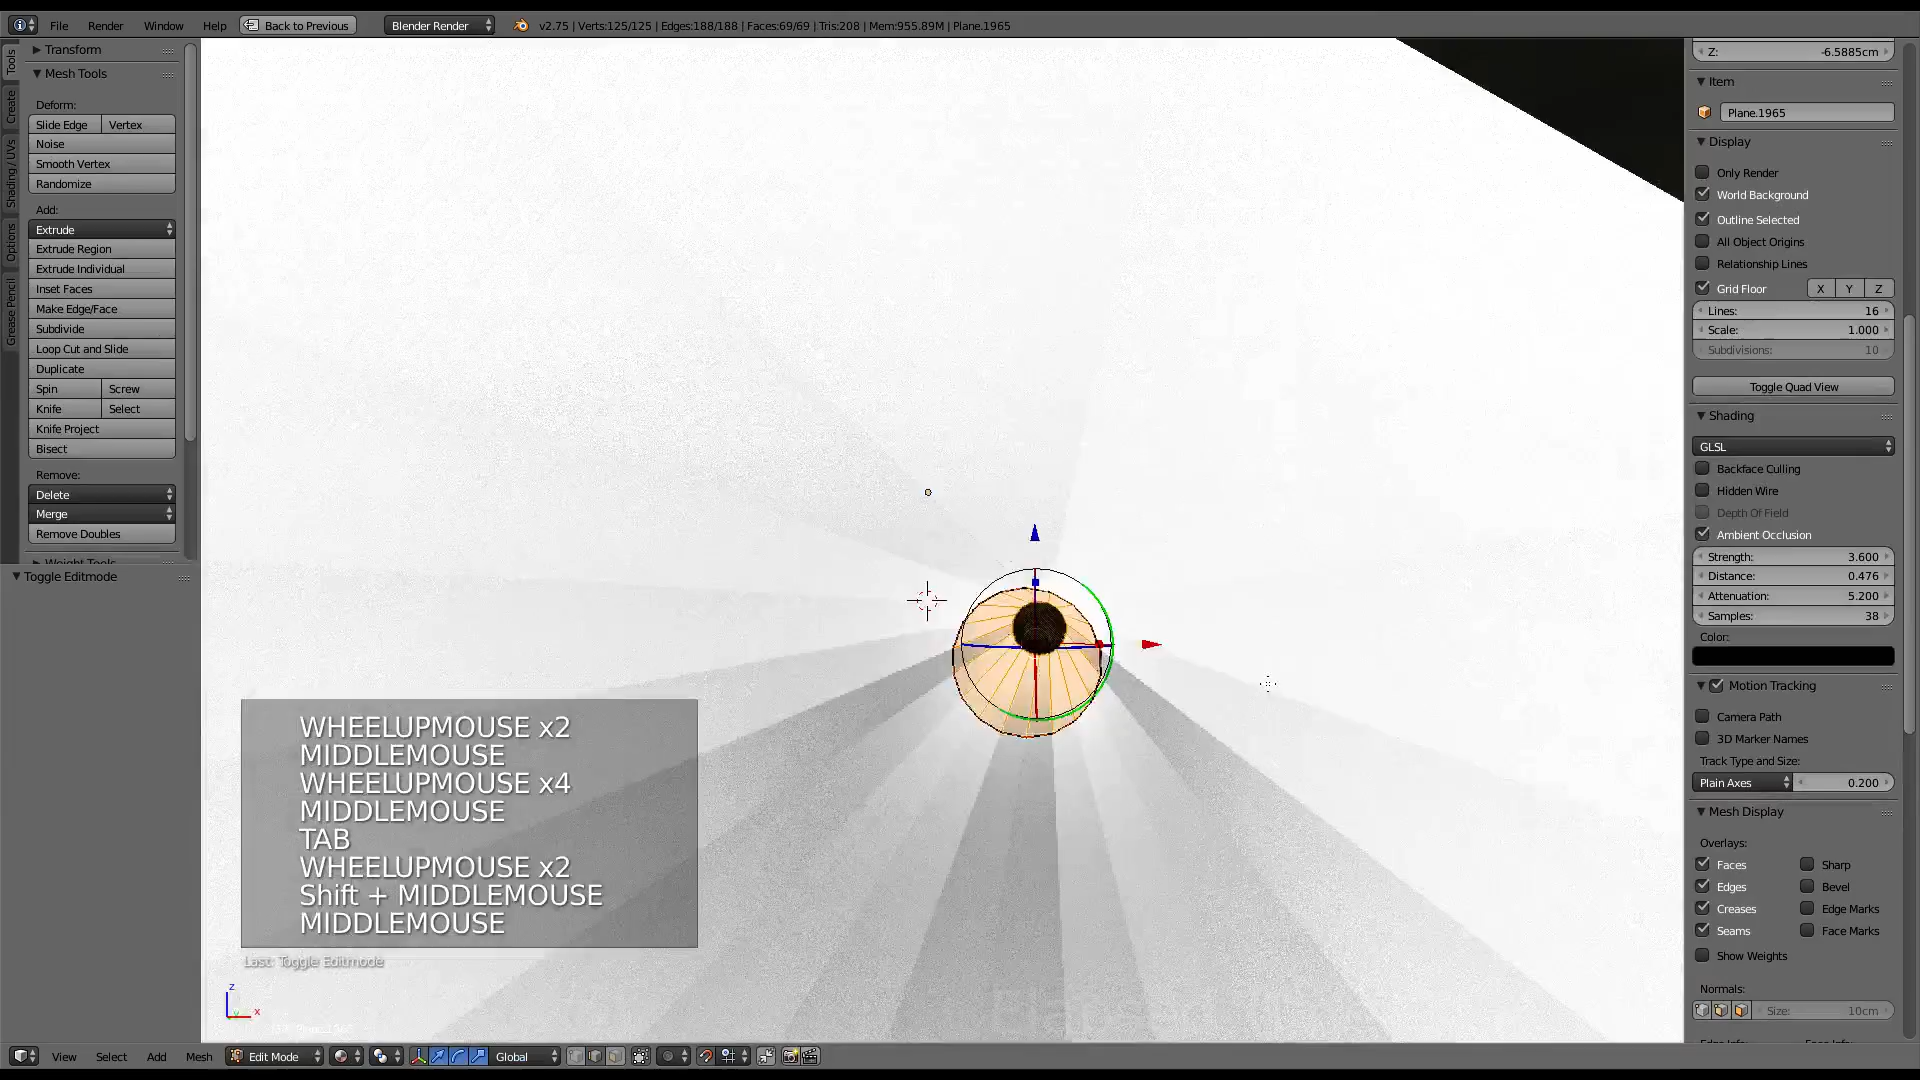 File Render Window Help Back to Previous Blender Render v2.75 | Verts:125/125 | Edges:188/188 | Faces:69/69 | Tris:208 | Mem:955.89M | Plane.1965
Tools
Create
Shading / UVs
Options
Grease Pencil
Transform
Mesh Tools
Deform:
Slide Edge Vertex
Noise
Smooth Vertex
Randomize
Add:
Extrude
Extrude Region
Extrude Individual
Inset Faces
Make Edge/Face
Subdivide
Loop Cut and Slide
Duplicate
Spin Screw
Knife Select
Knife Project
Bisect
Remove:
Delete
Merge
Remove Doubles
Weight Tools
Toggle Editmode
WHEELUPMOUSE x2
MIDDLEMOUSE
WHEELUPMOUSE x4
MIDDLEMOUSE
TAB
WHEELUPMOUSE x2
Shift + MIDDLEMOUSE
MIDDLEMOUSE
Last: Toggle Editmode
z
x
Z: -6.5885cm
Item
Plane.1965
Display
Only Render
World Background
Outline Selected
All Object Origins
Relationship Lines
Grid Floor X Y Z
Lines: 16
Scale: 1.000
Subdivisions: 10
Toggle Quad View
Shading
GLSL
Backface Culling
Hidden Wire
Depth Of Field
Ambient Occlusion
Strength: 3.600
Distance: 0.476
Attenuation: 5.200
Samples: 38
Color:
Motion Tracking
Camera Path
3D Marker Names
Track Type and Size:
Plain Axes 0.200
Mesh Display
Overlays:
Faces Sharp
Edges Bevel
Creases Edge Marks
Seams Face Marks
Show Weights
Normals:
Size: 10cm
View Select Add Mesh Edit Mode Global